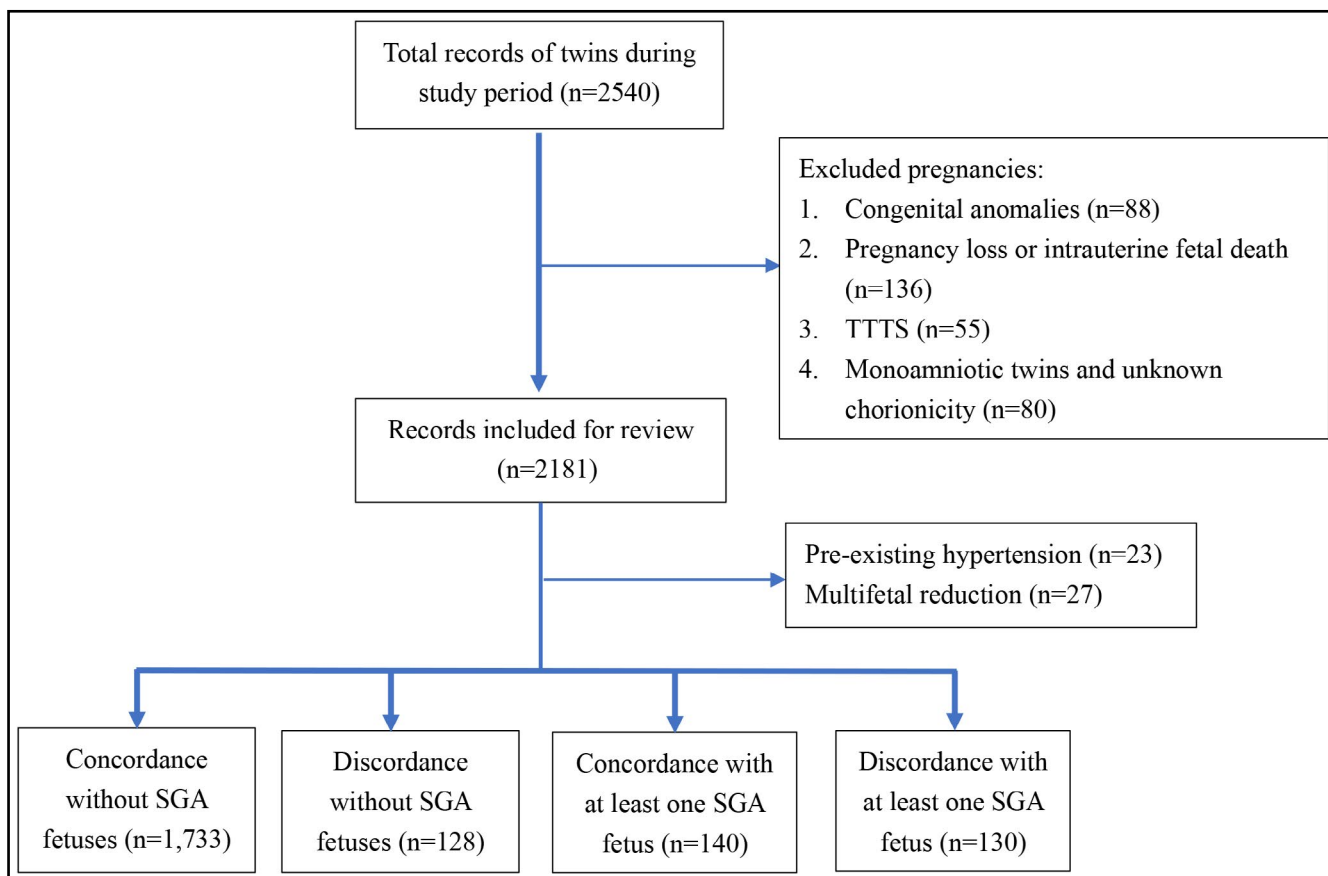 Total records of twins during
study period (n=2540)
Excluded pregnancies:
1. Congenital anomalies (n=88)
2. Pregnancy loss or intrauterine fetal death
(n=136)
3. TTTS (n=55)
4. Monoamniotic twins and unknown
chorionicity (n=80)
Records included for review
(n=2181)
Pre-existing hypertension (n=23)
Multifetal reduction (n=27)
Concordance
without SGA
fetuses (n=1,733)
Discordance
without SGA
fetuses (n=128)
Concordance with
at least one SGA
fetus (n=140)
Discordance with
at least one SGA
fetus (n=130)